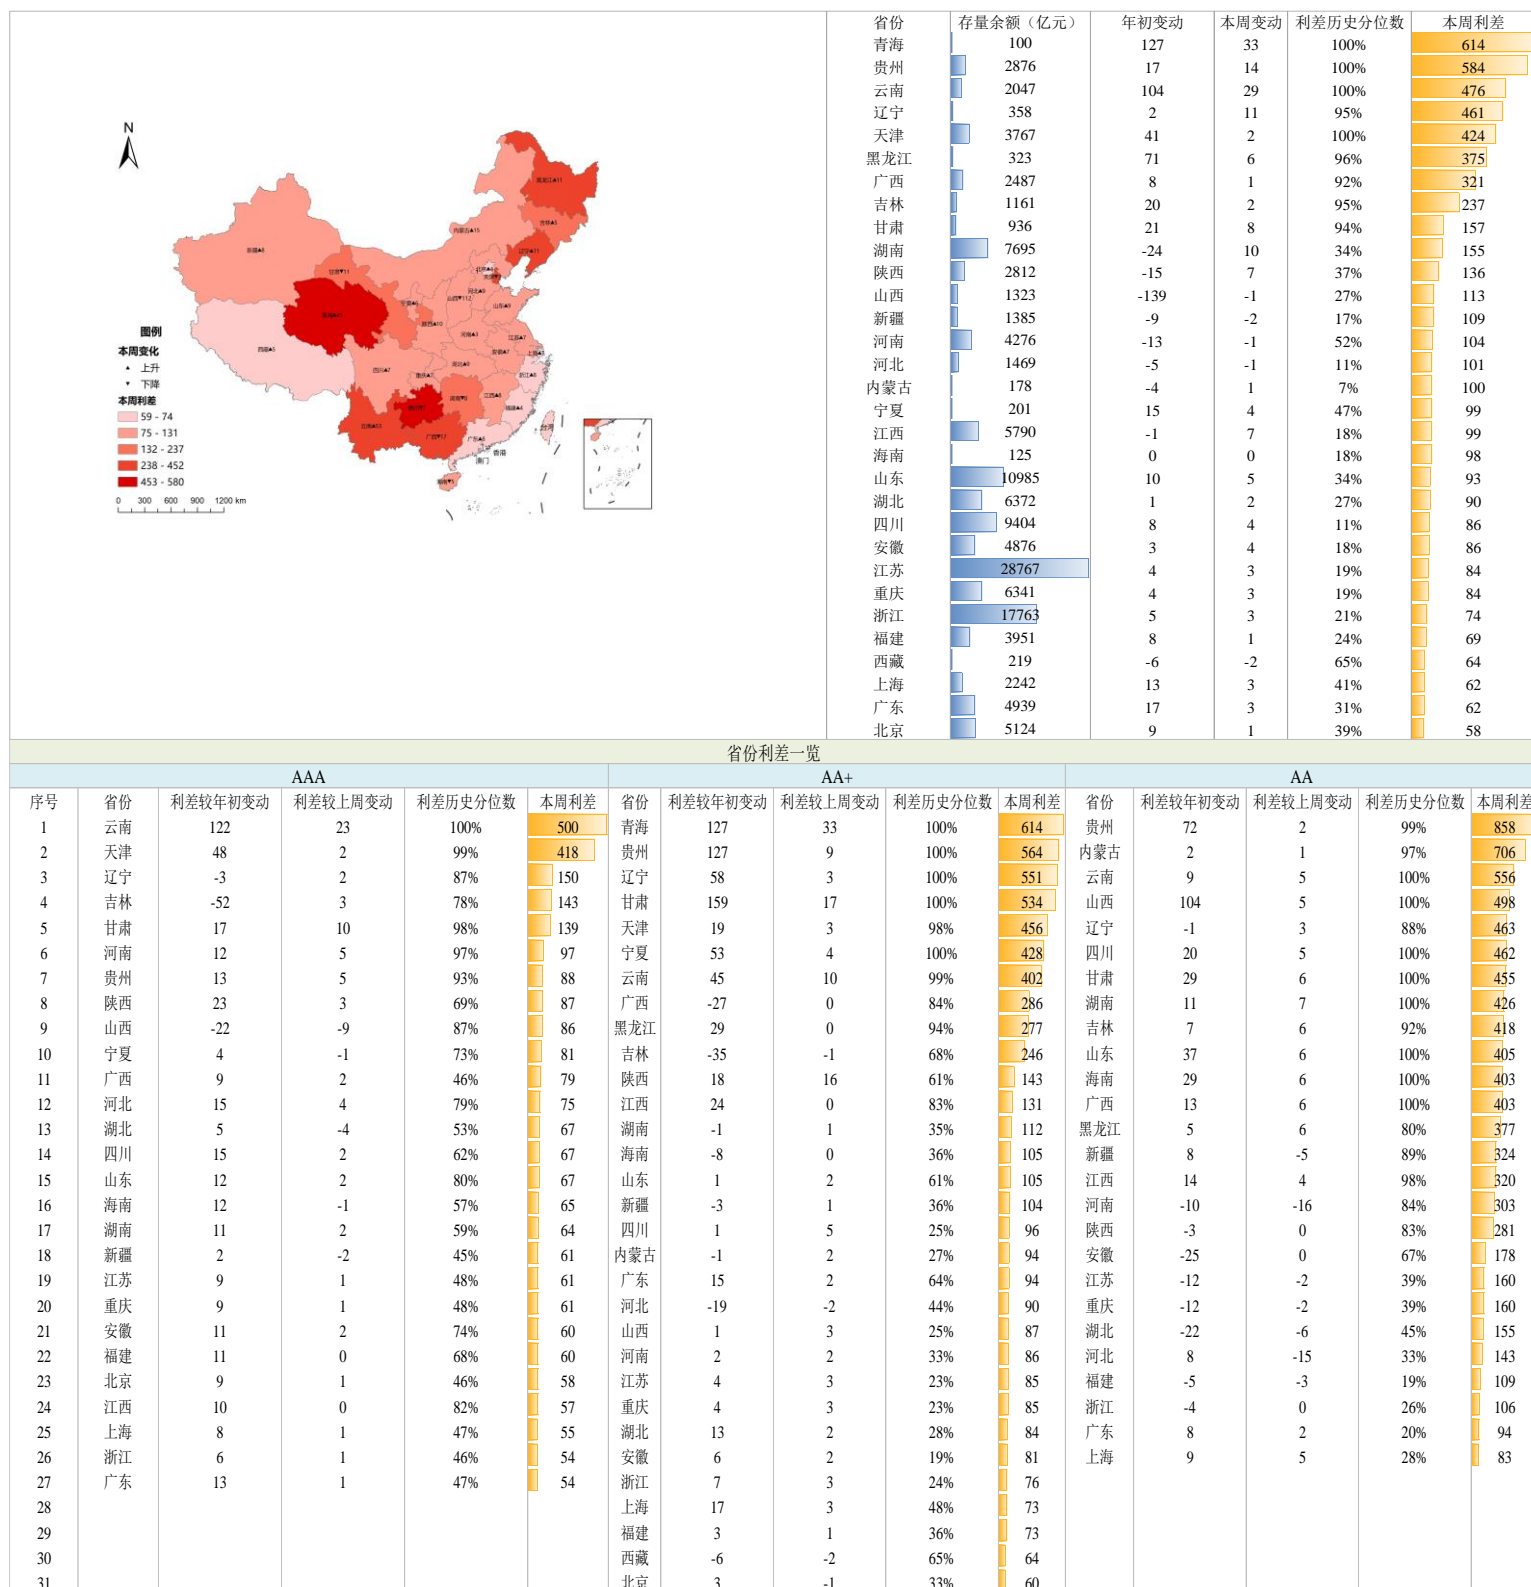 省份 存量余额（亿元） 年初变动 本周变动 利差历史分位数 本周利差
青海 100 127 33 100% 614
贵州 2876 17 14 100% 584
云南 2047 104 29 100% 476
辽宁 358 2 11 95% 461
天津 3767 41 2 100% 424
黑龙江 323 71 6 96% 375
广西 2487 8 1 92% 321
吉林 1161 20 2 95% 237
甘肃 936 21 8 94% 157
湖南 7695 -24 10 34% 155
陕西 2812 -15 7 37% 136
山西 1323 -139 -1 27% 113
新疆 1385 -9 -2 17% 109
河南 4276 -13 -1 52% 104
河北 1469 -5 -1 11% 101
内蒙古 178 -4 1 7% 100
宁夏 201 15 4 47% 99
江西 5790 -1 7 18% 99
海南 125 0 0 18% 98
山东 10985 10 5 34% 93
湖北 6372 1 2 27% 90
四川 9404 8 4 11% 86
安徽 4876 3 4 18% 86
江苏 28767 4 3 19% 84
重庆 6341 4 3 19% 84
浙江 17763 5 3 21% 74
福建 3951 8 1 24% 69
西藏 219 -6 -2 65% 64
上海 2242 13 3 41% 62
广东 4939 17 3 31% 62
北京 5124 9 1 39% 58
N
图例
本周变化
▲ 上升
▼ 下降
本周利差
59 - 74
75 - 131
132 - 237
238 - 452
453 - 580
0 300 600 900 1200 km
台湾
香港
澳门
省份利差一览
AAA AA+ AA
序号 省份 利差较年初变动 利差较上周变动 利差历史分位数 本周利差 省份 利差较年初变动 利差较上周变动 利差历史分位数 本周利差 省份 利差较年初变动 利差较上周变动 利差历史分位数 本周利差
1 云南 122 23 100% 500 青海 127 33 100% 614 贵州 72 2 99% 858
2 天津 48 2 99% 418 贵州 127 9 100% 564 内蒙古 2 1 97% 706
3 辽宁 -3 2 87% 150 辽宁 58 3 100% 551 云南 9 5 100% 556
4 吉林 -52 3 78% 143 甘肃 159 17 100% 534 山西 104 5 100% 498
5 甘肃 17 10 98% 139 天津 19 3 98% 456 辽宁 -1 3 88% 463
6 河南 12 5 97% 97 宁夏 53 4 100% 428 四川 20 5 100% 462
7 贵州 13 5 93% 88 云南 45 10 99% 402 甘肃 29 6 100% 455
8 陕西 23 3 69% 87 广西 -27 0 84% 286 湖南 11 7 100% 426
9 山西 -22 -9 87% 86 黑龙江 29 0 94% 277 吉林 7 6 92% 418
10 宁夏 4 -1 73% 81 吉林 -35 -1 68% 246 山东 37 6 100% 405
11 广西 9 2 46% 79 陕西 18 16 61% 143 海南 29 6 100% 403
12 河北 15 4 79% 75 江西 24 0 83% 131 广西 13 6 100% 403
13 湖北 5 -4 53% 67 湖南 -1 1 35% 112 黑龙江 5 6 80% 377
14 四川 15 2 62% 67 海南 -8 0 36% 105 新疆 8 -5 89% 324
15 山东 12 2 80% 67 山东 1 2 61% 105 江西 14 4 98% 320
16 海南 12 -1 57% 65 新疆 -3 1 36% 104 河南 -10 -16 84% 303
17 湖南 11 2 59% 64 四川 1 5 25% 96 陕西 -3 0 83% 281
18 新疆 2 -2 45% 61 内蒙古 -1 2 27% 94 安徽 -25 0 67% 178
19 江苏 9 1 48% 61 广东 15 2 64% 94 江苏 -12 -2 39% 160
20 重庆 9 1 48% 61 河北 -19 -2 44% 90 重庆 -12 -2 39% 160
21 安徽 11 2 74% 60 山西 1 3 25% 87 湖北 -22 -6 45% 155
22 福建 11 0 68% 60 河南 2 2 33% 86 河北 8 -15 33% 143
23 北京 9 1 46% 58 江苏 4 3 23% 85 福建 -5 -3 19% 109
24 江西 10 0 82% 57 重庆 4 3 23% 85 浙江 -4 0 26% 106
25 上海 8 1 47% 55 湖北 13 2 28% 84 广东 8 2 20% 94
26 浙江 6 1 46% 54 安徽 6 2 19% 81 上海 9 5 28% 83
27 广东 13 1 47% 54 浙江 7 3 24% 76
28 上海 17 3 48% 73
29 福建 3 1 36% 73
30 西藏 -6 -2 65% 64
31 北京 3 -1 33% 60